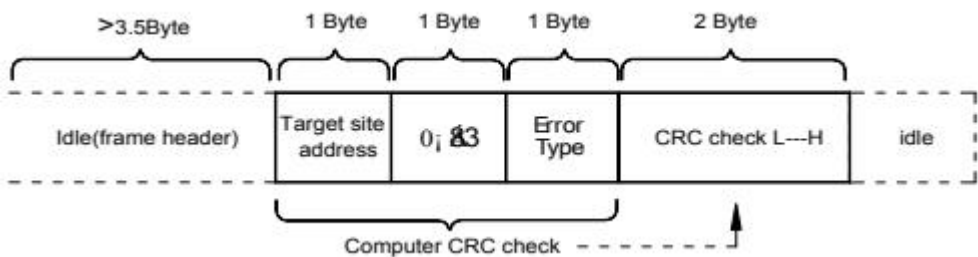 >3.5Byte 1 Byte 1 Byte 1 Byte 2 Byte
Idle(frame header) Target site address Error Type CRC check L---H idle
Computer CRC check